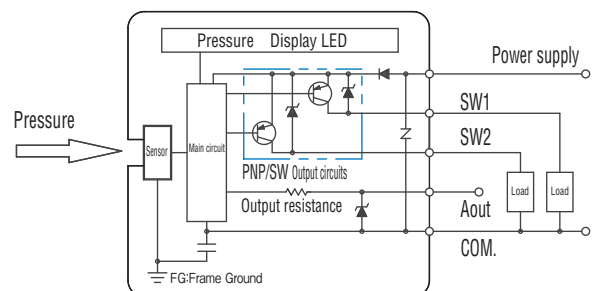 Pressure Display LED
Power supply
Pressure
SW1
Sensor
Main circuit
SW2
PNP/SW Output circuits
Load
Load
Output resistance
Aout
COM.
FG:Frame Ground